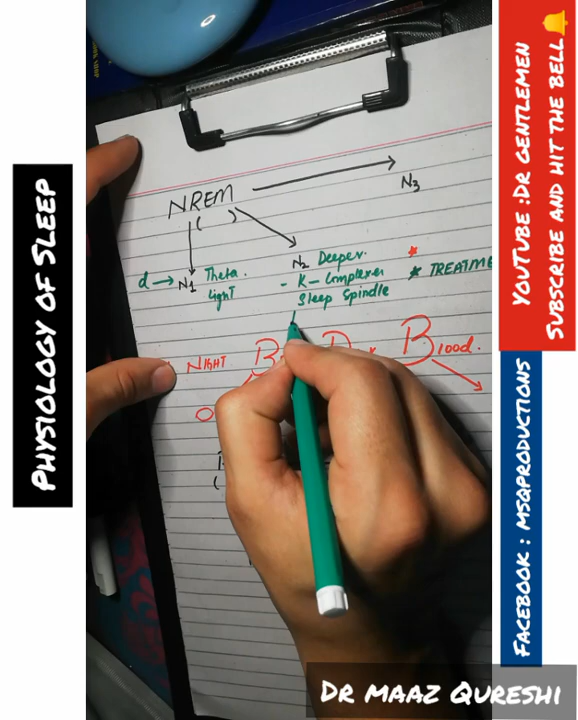 Physiology of Sleep
NREM
( )
N3
d → N1 Theta.
light
N2 Deeper.
- K-Complexes
Sleep Spindle
*
* TREATME
NIGHT
Blood.
YouTube :Dr Gentlemen
Subscribe and hit the bell🔔
Facebook : msqproductions
Dr Maaz Qureshi